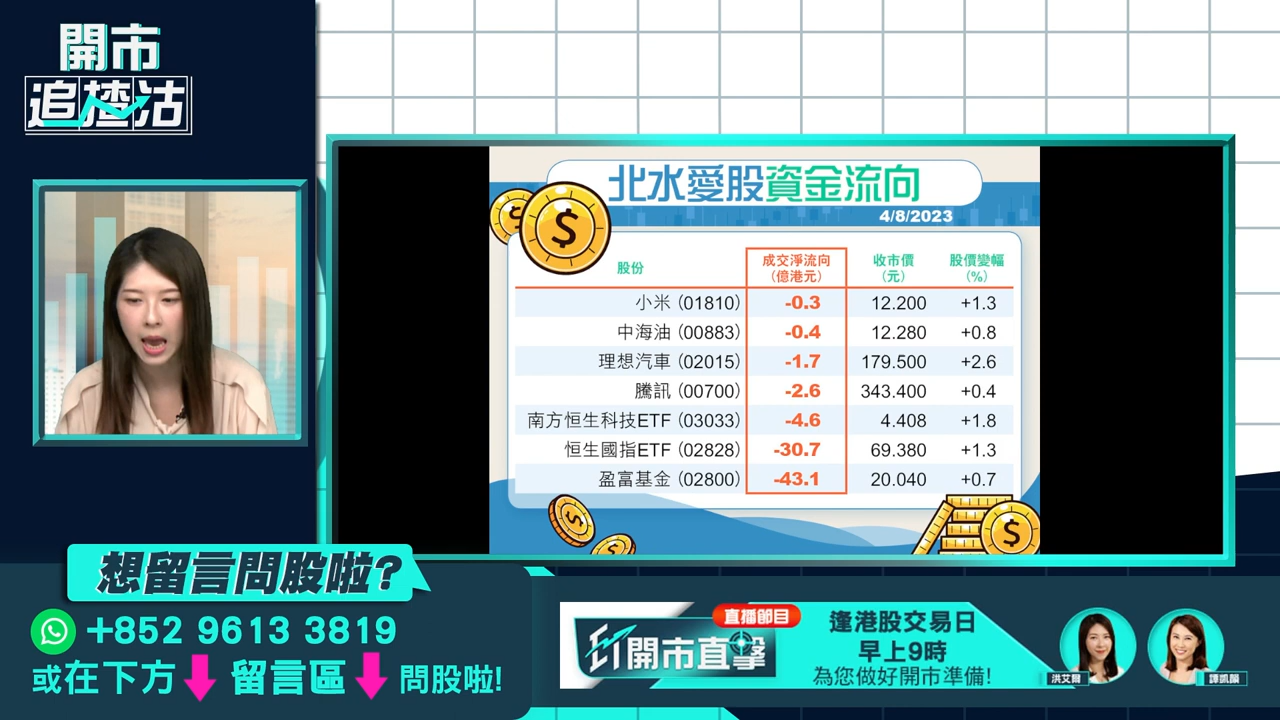 開市
追揸沽
北水愛股資金流向
4/8/2023
股份 成交淨流向 (億港元) 收市價 (元) 股價變幅 (%)
小米 (01810) -0.3 12.200 +1.3
中海油 (00883) -0.4 12.280 +0.8
理想汽車 (02015) -1.7 179.500 +2.6
騰訊 (00700) -2.6 343.400 +0.4
南方恒生科技ETF (03033) -4.6 4.408 +1.8
恒生國指ETF (02828) -30.7 69.380 +1.3
盈富基金 (02800) -43.1 20.040 +0.7
想留言問股啦?
+852 9613 3819
或在下方 留言區 問股啦!
直播節目
ET開市直擊
逢港股交易日
早上9時
為您做好開市準備!
洪艾爾
譚凱韻